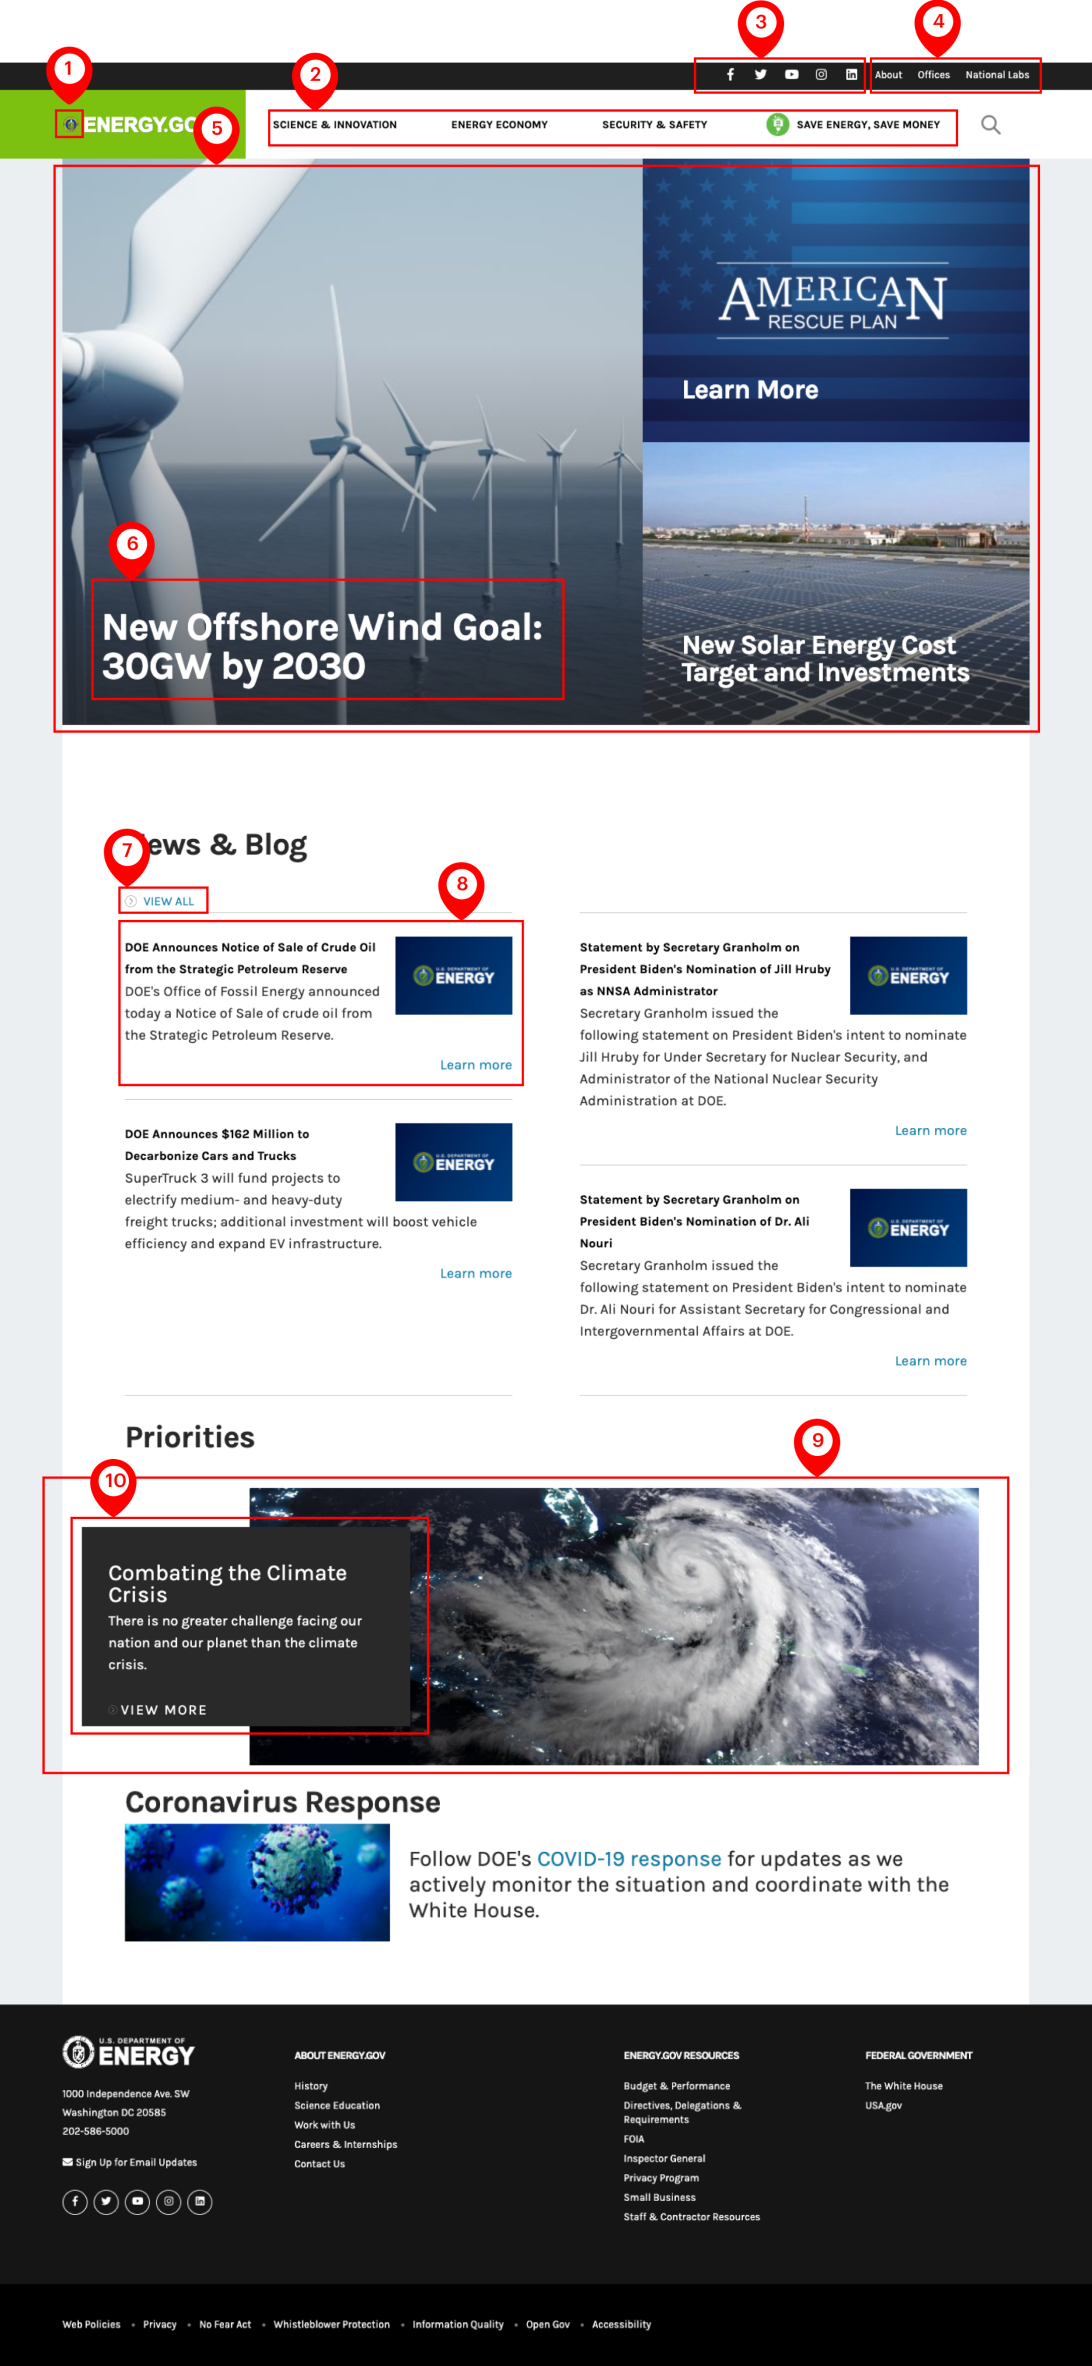 3
4
1
2
About
Offices
National Labs
ENERGY.GO
5
SCIENCE & INNOVATION
ENERGY ECONOMY
SECURITY & SAFETY
SAVE ENERGY, SAVE MONEY
AMERICAN
RESCUE PLAN
Learn More
6
New Offshore Wind Goal:
30GW by 2030
New Solar Energy Cost
Target and Investments
7
ews & Blog
8
VIEW ALL
DOE Announces Notice of Sale of Crude Oil
from the Strategic Petroleum Reserve
DOE's Office of Fossil Energy announced
today a Notice of Sale of crude oil from
the Strategic Petroleum Reserve.
U.S. DEPARTMENT OF
ENERGY
Learn more
DOE Announces $162 Million to
Decarbonize Cars and Trucks
SuperTruck 3 will fund projects to
electrify medium- and heavy-duty
freight trucks; additional investment will boost vehicle
efficiency and expand EV infrastructure.
U.S. DEPARTMENT OF
ENERGY
Learn more
Statement by Secretary Granholm on
President Biden's Nomination of Jill Hruby
as NNSA Administrator
Secretary Granholm issued the
following statement on President Biden's intent to nominate
Jill Hruby for Under Secretary for Nuclear Security, and
Administrator of the National Nuclear Security
Administration at DOE.
U.S. DEPARTMENT OF
ENERGY
Learn more
Statement by Secretary Granholm on
President Biden's Nomination of Dr. Ali
Nouri
Secretary Granholm issued the
following statement on President Biden's intent to nominate
Dr. Ali Nouri for Assistant Secretary for Congressional and
Intergovernmental Affairs at DOE.
U.S. DEPARTMENT OF
ENERGY
Learn more
Priorities
9
10
Combating the Climate
Crisis
There is no greater challenge facing our
nation and our planet than the climate
crisis.
VIEW MORE
Coronavirus Response
Follow DOE's COVID-19 response for updates as we
actively monitor the situation and coordinate with the
White House.
U.S. DEPARTMENT OF
ENERGY
1000 Independence Ave. SW
Washington DC 20585
202-586-5000
Sign Up for Email Updates
ABOUT ENERGY.GOV
History
Science Education
Work with Us
Careers & Internships
Contact Us
ENERGY.GOV RESOURCES
Budget & Performance
Directives, Delegations &
Requirements
FOIA
Inspector General
Privacy Program
Small Business
Staff & Contractor Resources
FEDERAL GOVERNMENT
The White House
USA.gov
Web Policies • Privacy • No Fear Act • Whistleblower Protection • Information Quality • Open Gov • Accessibility